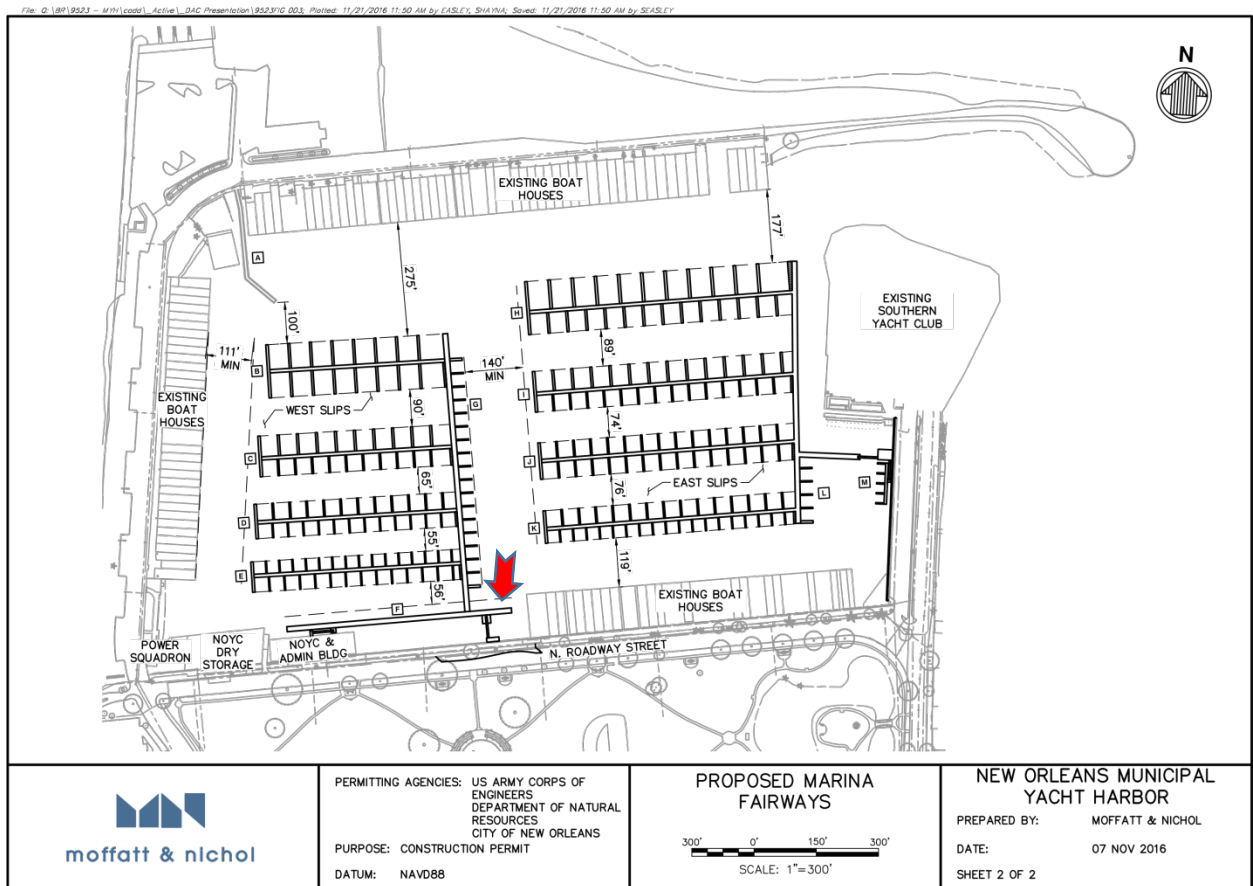 File: Q:\BR\9523 - MYH\cadd\_Active\_DAC Presentation\9523FIG 003; Plotted: 11/21/2016 11:50 AM by EASLEY, SHAYNA; Saved: 11/21/2016 11:50 AM by SEASLEY
N
EXISTING BOAT
HOUSES
A
177'
275'
EXISTING
SOUTHERN
YACHT CLUB
H
100'
111'
MIN
B
140'
MIN
89'
EXISTING
BOAT
HOUSES
WEST SLIPS
G
I
90'
74'
C
J
65'
76'
EAST SLIPS
L
M
D
K
55'
119'
E
56'
F
EXISTING BOAT
HOUSES
POWER
SQUADRON
NOYC
DRY
STORAGE
NOYC &
ADMIN BLDG
N. ROADWAY STREET
moffatt & nichol
PERMITTING AGENCIES: US ARMY CORPS OF
ENGINEERS
DEPARTMENT OF NATURAL
RESOURCES
CITY OF NEW ORLEANS
PURPOSE: CONSTRUCTION PERMIT
DATUM: NAVD88
PROPOSED MARINA
FAIRWAYS
300' 0' 150' 300'
SCALE: 1"=300'
NEW ORLEANS MUNICIPAL
YACHT HARBOR
PREPARED BY: MOFFATT & NICHOL
DATE: 07 NOV 2016
SHEET 2 OF 2